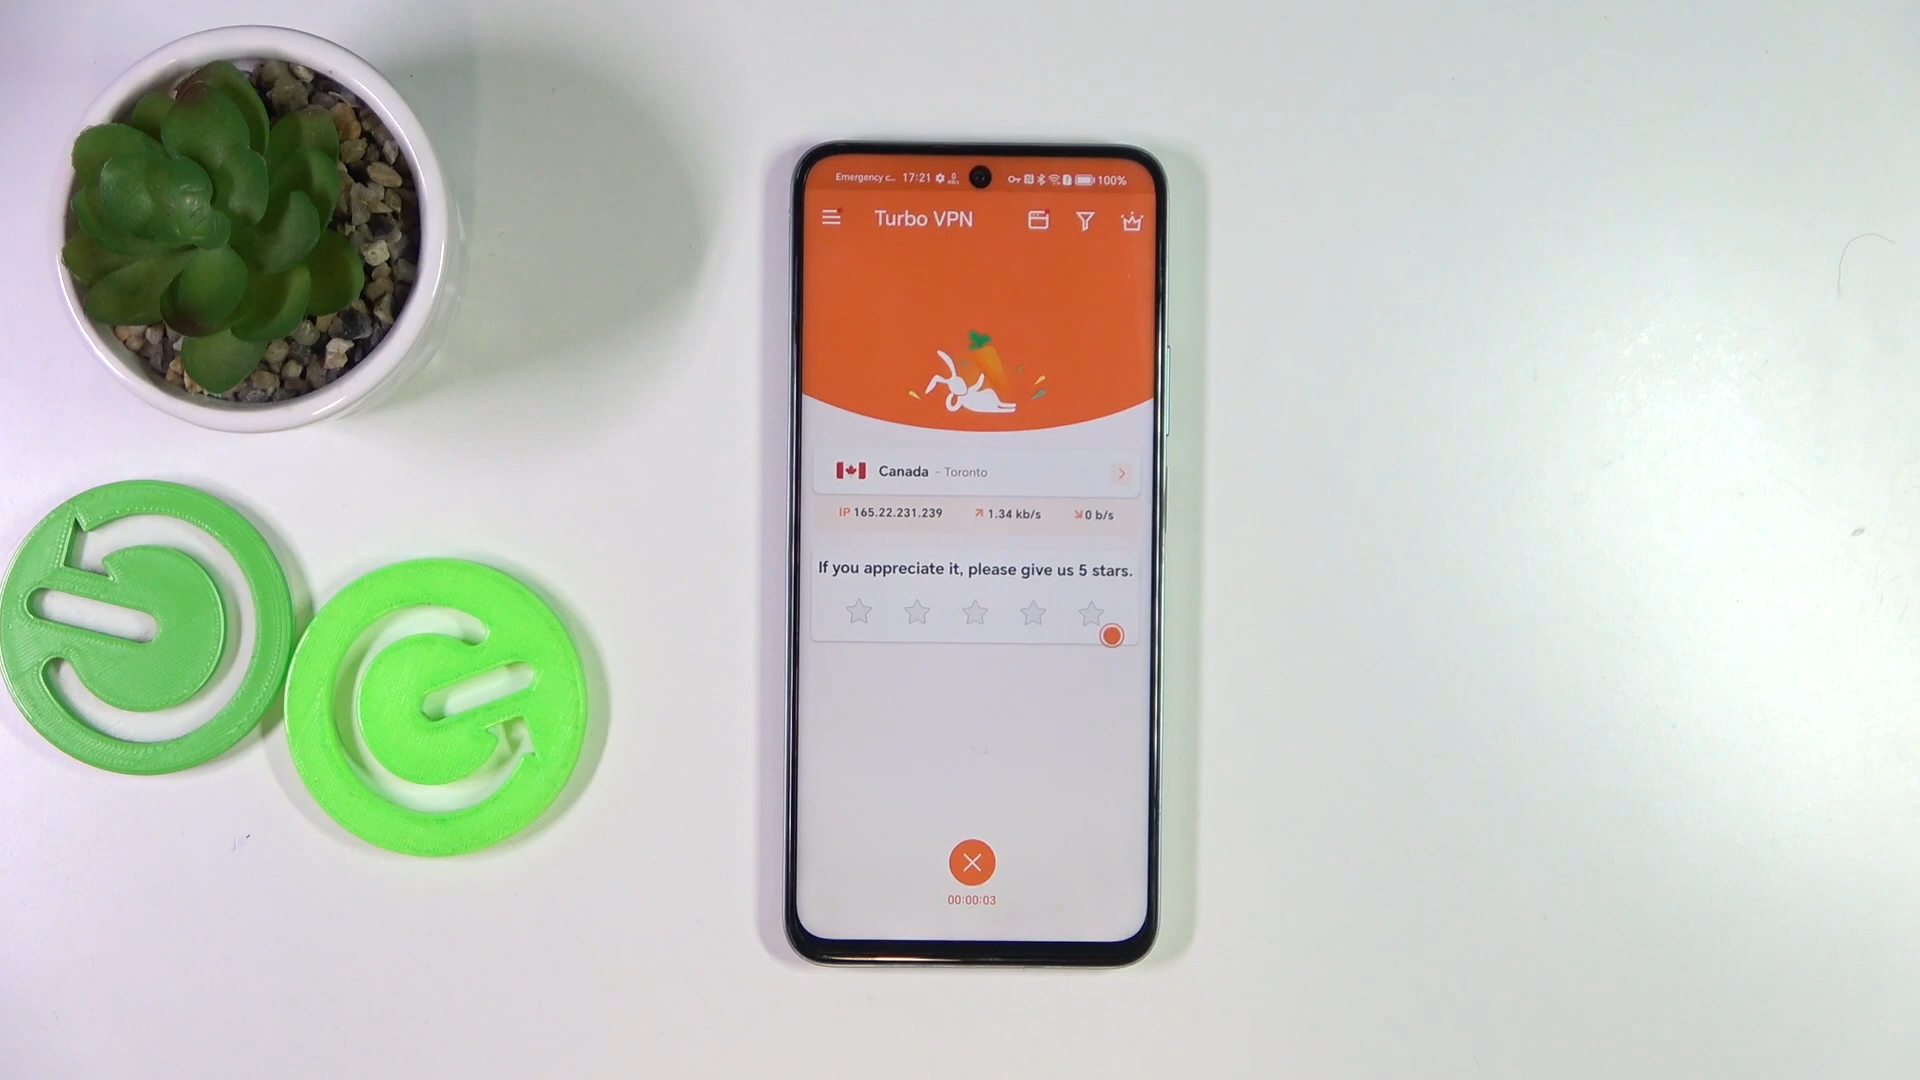 Emergency c... 17:21 100%
Turbo VPN
Canada - Toronto
IP 165.22.231.239 1.34 kb/s 0 b/s
If you appreciate it, please give us 5 stars.
00:00:03